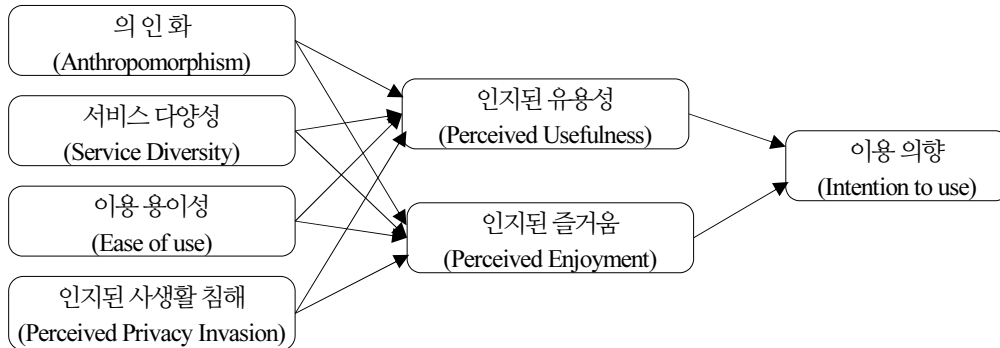 의 인 화
(Anthropomorphism)
서비스 다양성
(Service Diversity)
이용 용이성
(Ease of use)
인지된 사생활 침해
(Perceived Privacy Invasion)
인지된 유용성
(Perceived Usefulness)
인지된 즐거움
(Perceived Enjoyment)
이용 의향
(Intention to use)